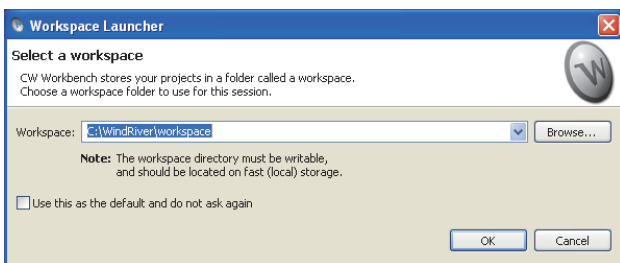 Workspace Launcher
Select a workspace
CW Workbench stores your projects in a folder called a workspace.
Choose a workspace folder to use for this session.
W
Workspace: C:\WindRiver\workspace Browse...
Note: The workspace directory must be writable,
and should be located on fast (local) storage.
Use this as the default and do not ask again
OK Cancel